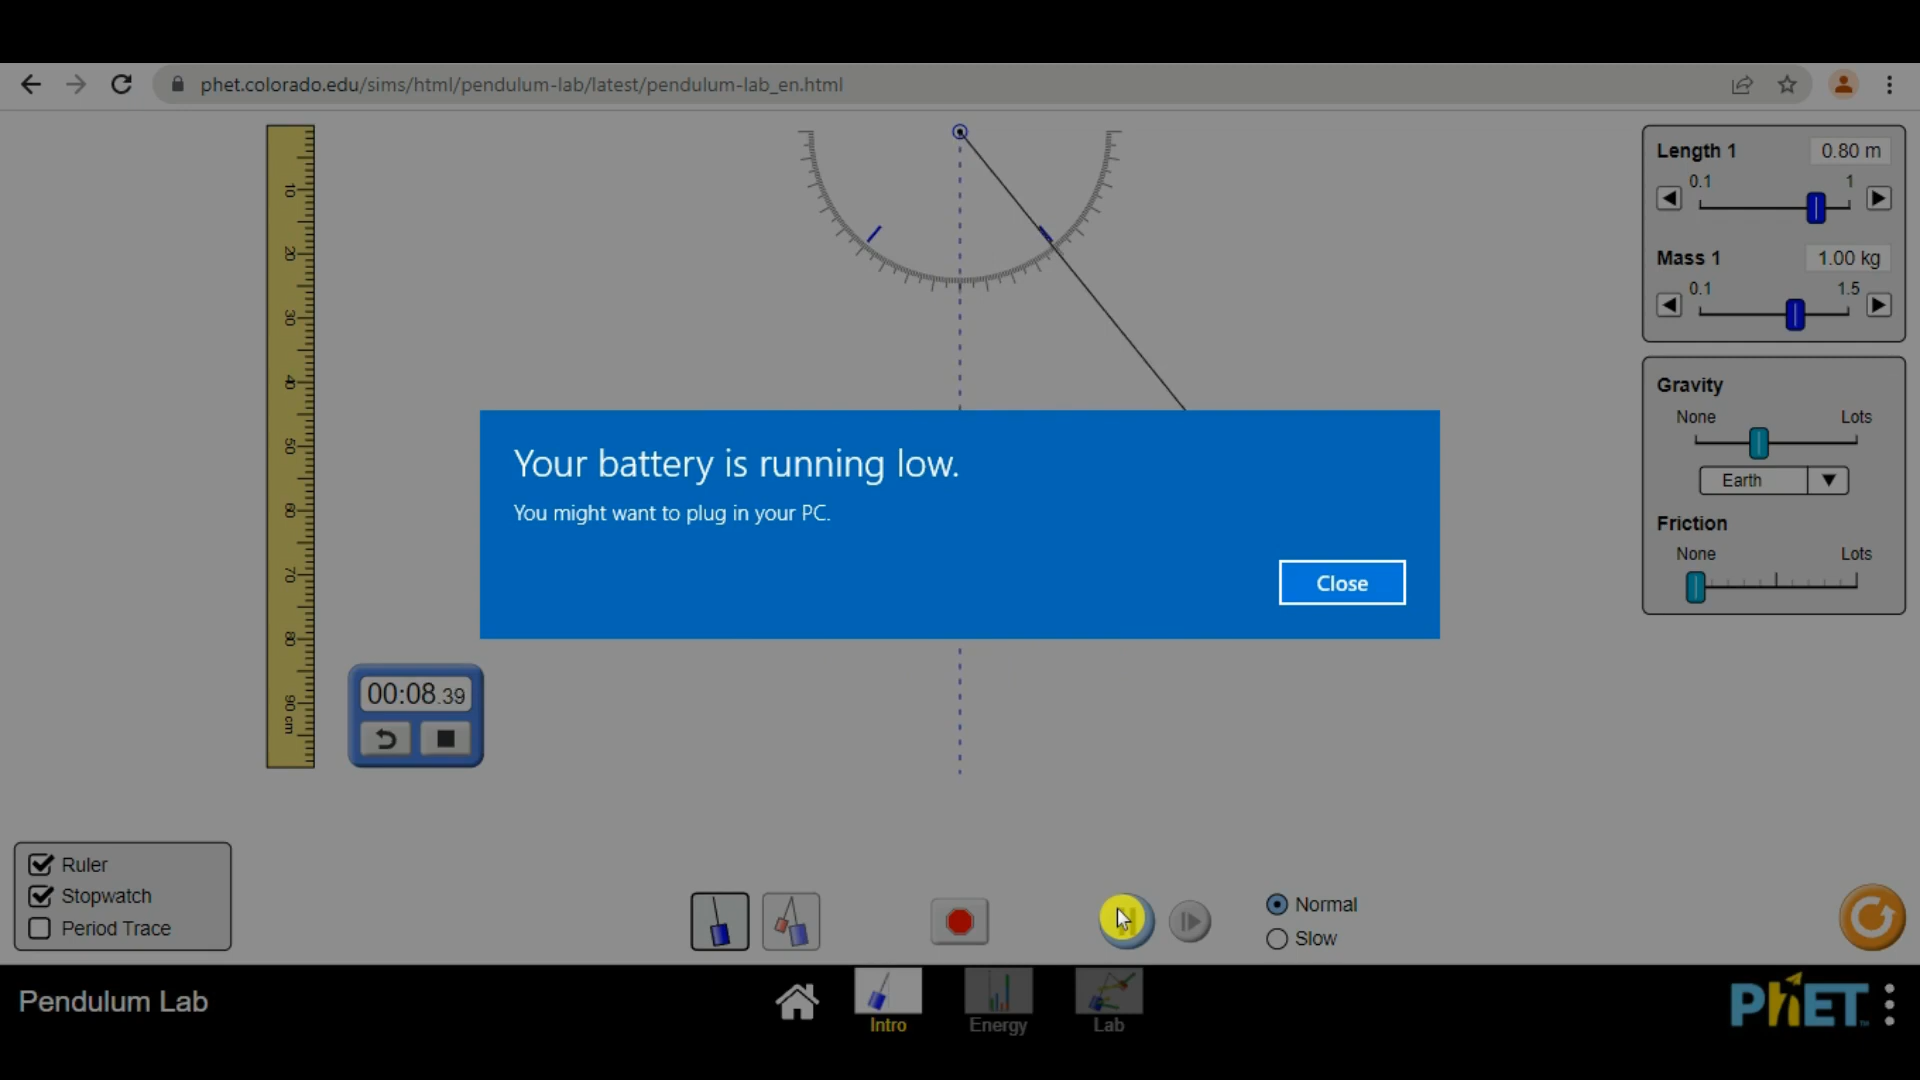 phet.colorado.edu/sims/html/pendulum-lab/latest/pendulum-lab_en.html
10
20
30
40
50
60
70
80
90 cm
Length 1
0.80 m
0.1
1
Mass 1
1.00 kg
0.1
1.5
Gravity
None
Lots
Earth
Friction
None
Lots
Your battery is running low.
You might want to plug in your PC.
Close
00:08.39
Ruler
Stopwatch
Period Trace
Normal
Slow
Pendulum Lab
Intro
Energy
Lab
PhET